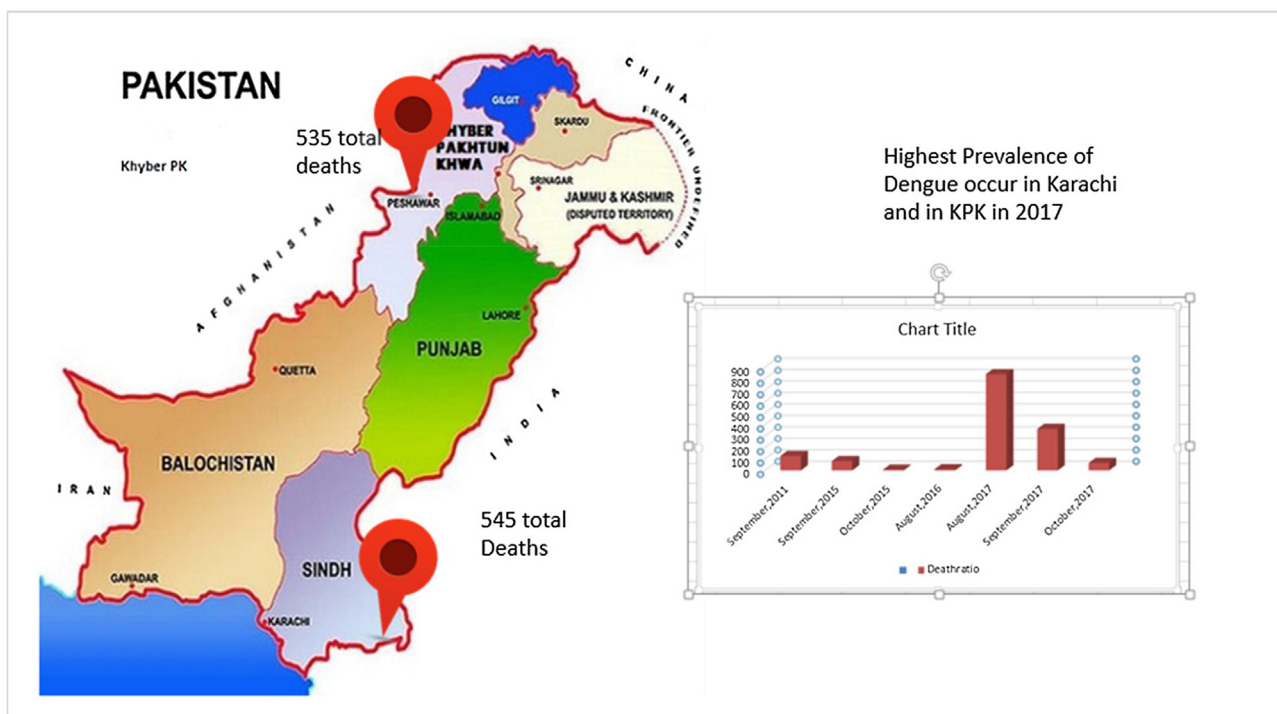 PAKISTAN
Khyber PK
535 total
deaths
CHINA
FRONTIER UNDEFINED
GILGIT
SKARDU
HYBER
PAKHTUN
KHWA
SRINAGAR
JAMMU & KASHMIR
(DISPUTED TERRITORY)
PESHAWAR
ISLAMABAD
AFGHANISTAN
LAHORE
PUNJAB
QUETTA
INDIA
BALOCHISTAN
IRAN
545 total
Deaths
SINDH
GAWADAR
KARACHI
Highest Prevalence of
Dengue occur in Karachi
and in KPK in 2017
Chart Title
900
800
700
600
500
400
300
200
100
0
September,2011
September,2015
October,2015
August,2016
August,2017
September,2017
October,2017
Deathratio